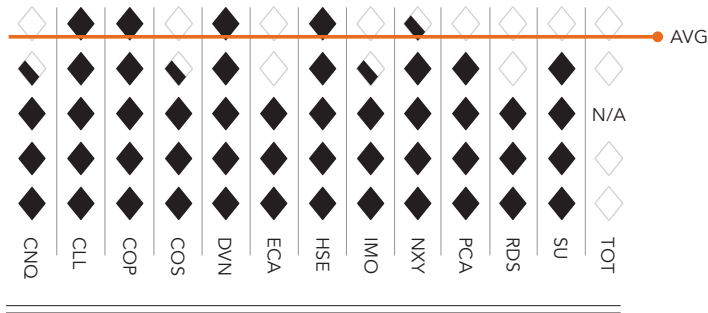 AVG
N/A
CNQ
CLL
COP
COS
DVN
ECA
HSE
IMO
NXY
PCA
RDS
SU
TOT